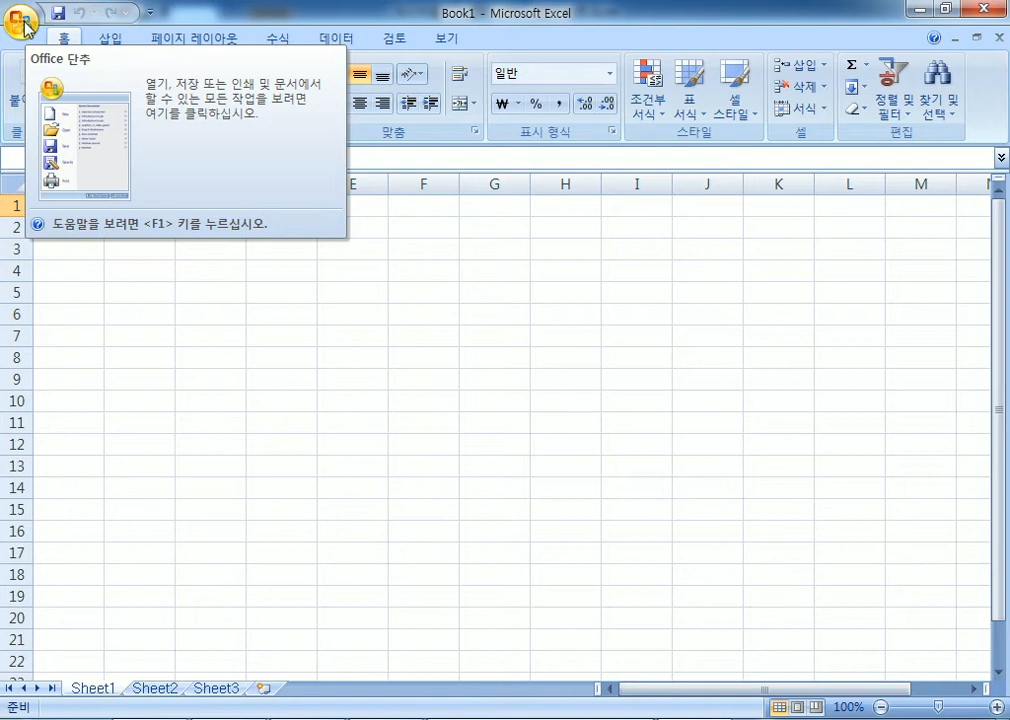 Book1 - Microsoft Excel
홈 삽입 페이지 레이아웃 수식 데이터 검토 보기
Office 단추
열기, 저장 또는 인쇄 및 문서에서
할 수 있는 모든 작업을 보려면
여기를 클릭하십시오.
도움말을 보려면 <F1> 키를 누르십시오.
일반
₩ % ,
맞춤
표시 형식
조건부
서식
표
서식
셀
스타일
스타일
삽입
삭제
서식
셀
Σ
정렬 및
필터
찾기 및
선택
편집
E F G H I J K L M
1
2
3
4
5
6
7
8
9
10
11
12
13
14
15
16
17
18
19
20
21
22
Sheet1 Sheet2 Sheet3
준비
100%